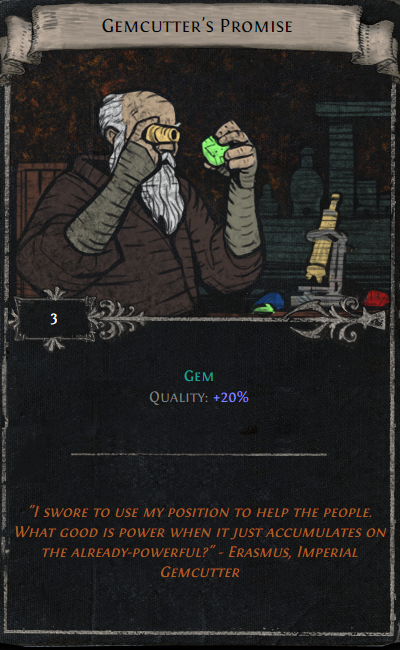 Gemcutter's Promise
3
Gem
Quality: +20%
"I swore to use my position to help the people.
What good is power when it just accumulates on
the already-powerful?" - Erasmus, Imperial
Gemcutter